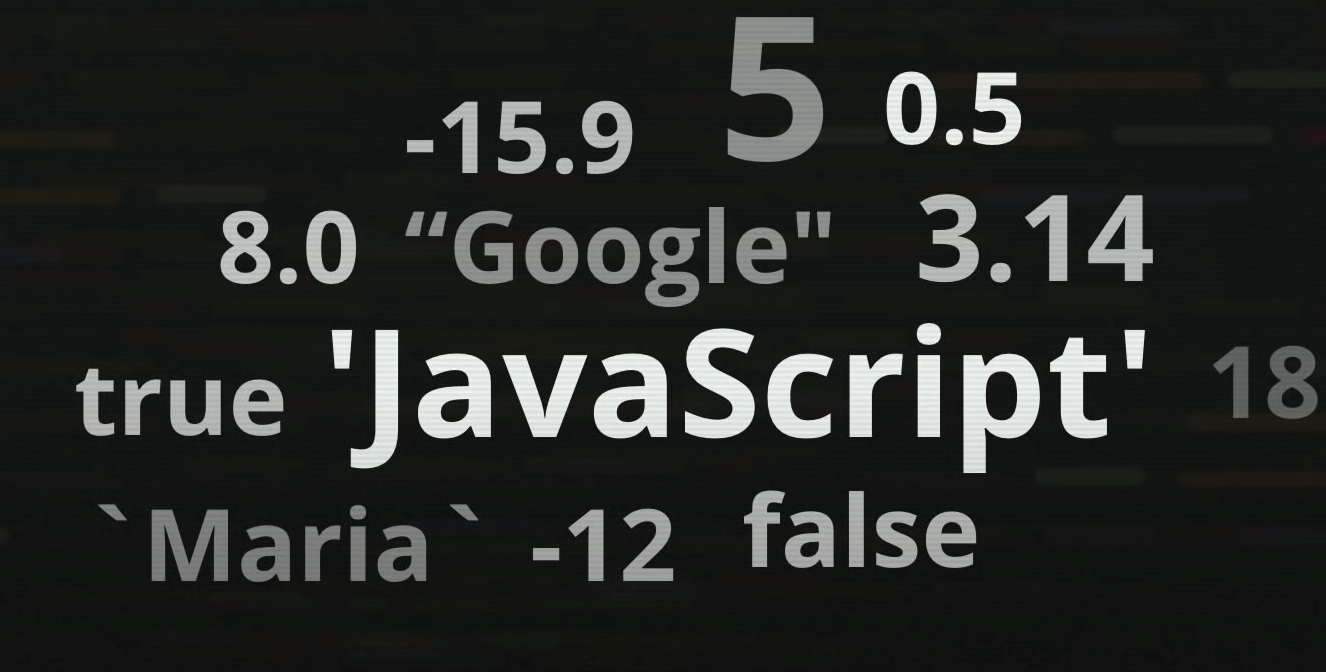 5
-15.9 0.5
8.0 “Google" 3.14
true 'JavaScript' 18
`Maria` -12 false